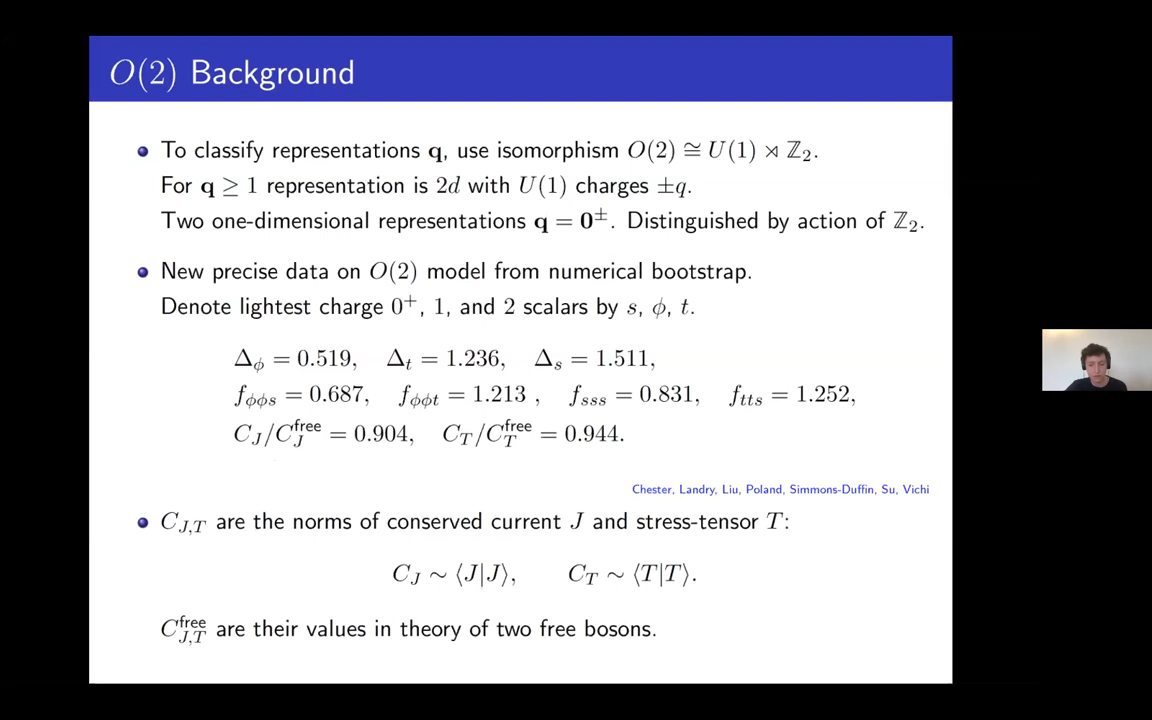 O(2) Background
To classify representations q, use isomorphism O(2) ≅ U(1) ⋊ ℤ₂.
For q ≥ 1 representation is 2d with U(1) charges ±q.
Two one-dimensional representations q = 0^±. Distinguished by action of ℤ₂.
New precise data on O(2) model from numerical bootstrap.
Denote lightest charge 0⁺, 1, and 2 scalars by s, ϕ, t.
Δ_ϕ = 0.519, Δ_t = 1.236, Δ_s = 1.511,
f_ϕϕs = 0.687, f_ϕϕt = 1.213 , f_sss = 0.831, f_tts = 1.252,
C_J/C_J^free = 0.904, C_T/C_T^free = 0.944.
Chester, Landry, Liu, Poland, Simmons-Duffin, Su, Vichi
C_J,T are the norms of conserved current J and stress-tensor T:
C_J ∼ ⟨J|J⟩, C_T ∼ ⟨T|T⟩.
C_J,T^free are their values in theory of two free bosons.